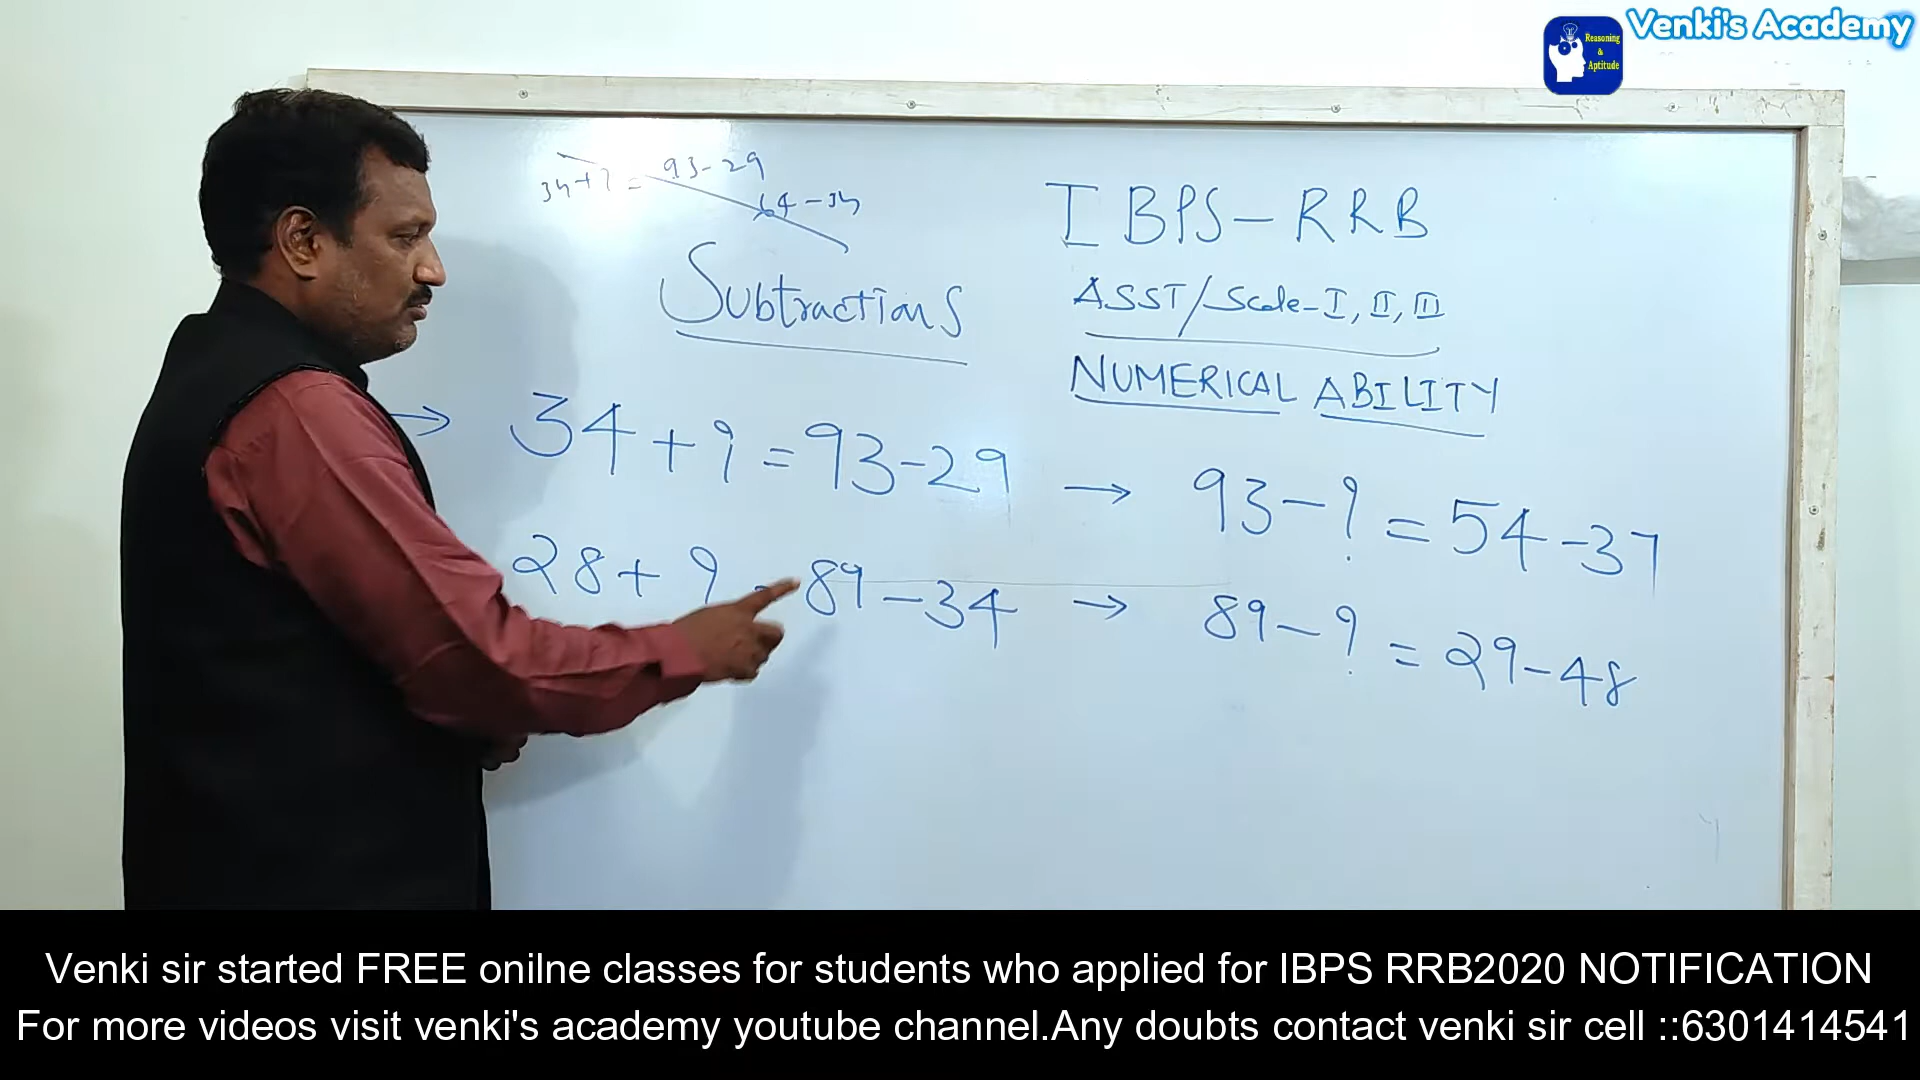 Venki's Academy
Reasoning
&
Aptitude
34+? = 93-29
64-34
IBPS-RRB
Subtractions
ASST/Scale-I, II, III
NUMERICAL ABILITY
→ 34+? = 93-29
→ 93-? = 54-37
28+? = 89-34
→ 89-? = 29-48
Venki sir started FREE onilne classes for students who applied for IBPS RRB2020 NOTIFICATION
For more videos visit venki's academy youtube channel.Any doubts contact venki sir cell ::6301414541